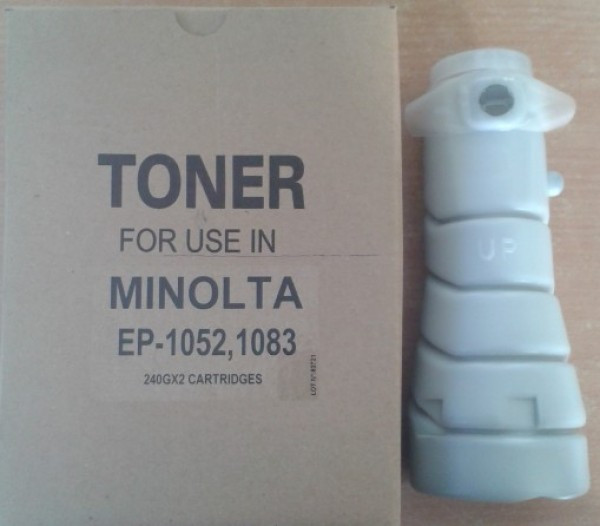 TONER
FOR USE IN
MINOLTA
EP-1052,1083
240GX2 CARTRIDGES
UP